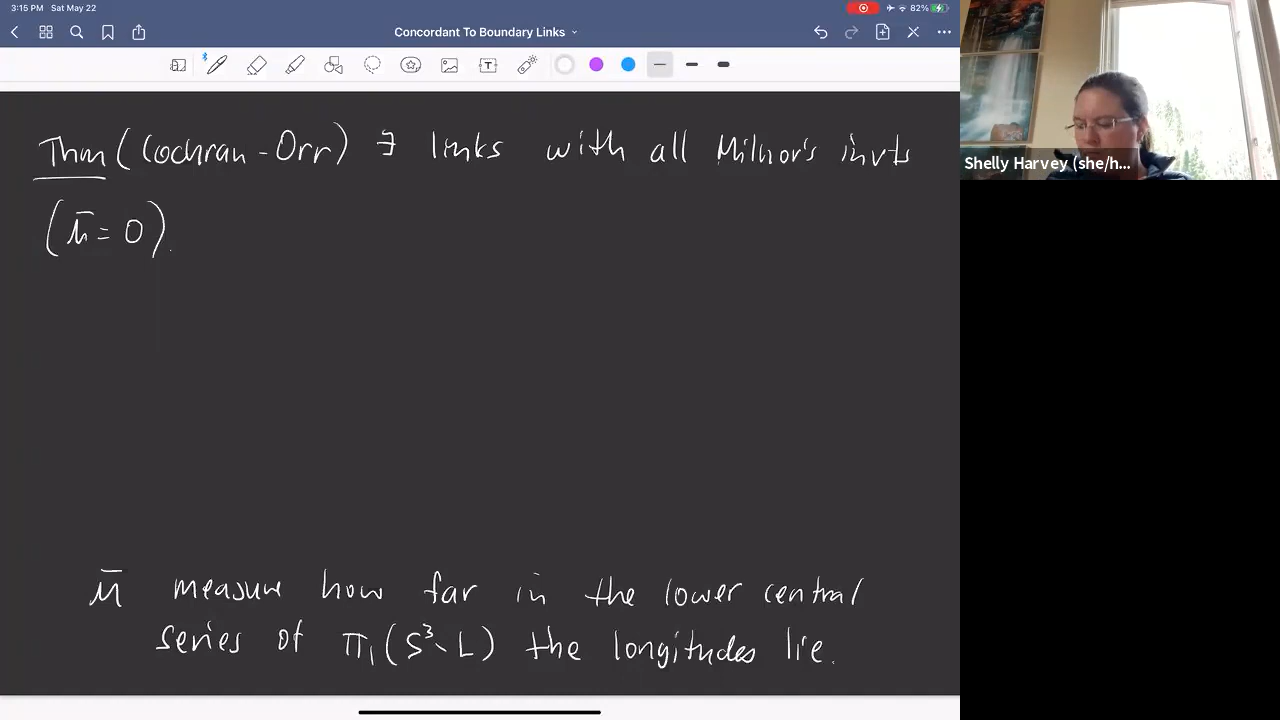 3:15 PM Sat May 22
82%
Concordant To Boundary Links
T
Shelly Harvey (she/h...
Thm (Cochran-Orr) ∃ links with all Milnor's invts
(μ̄ = 0).
μ̄ measure how far in the lower central
series of π₁(S³∖L) the longitudes lie.